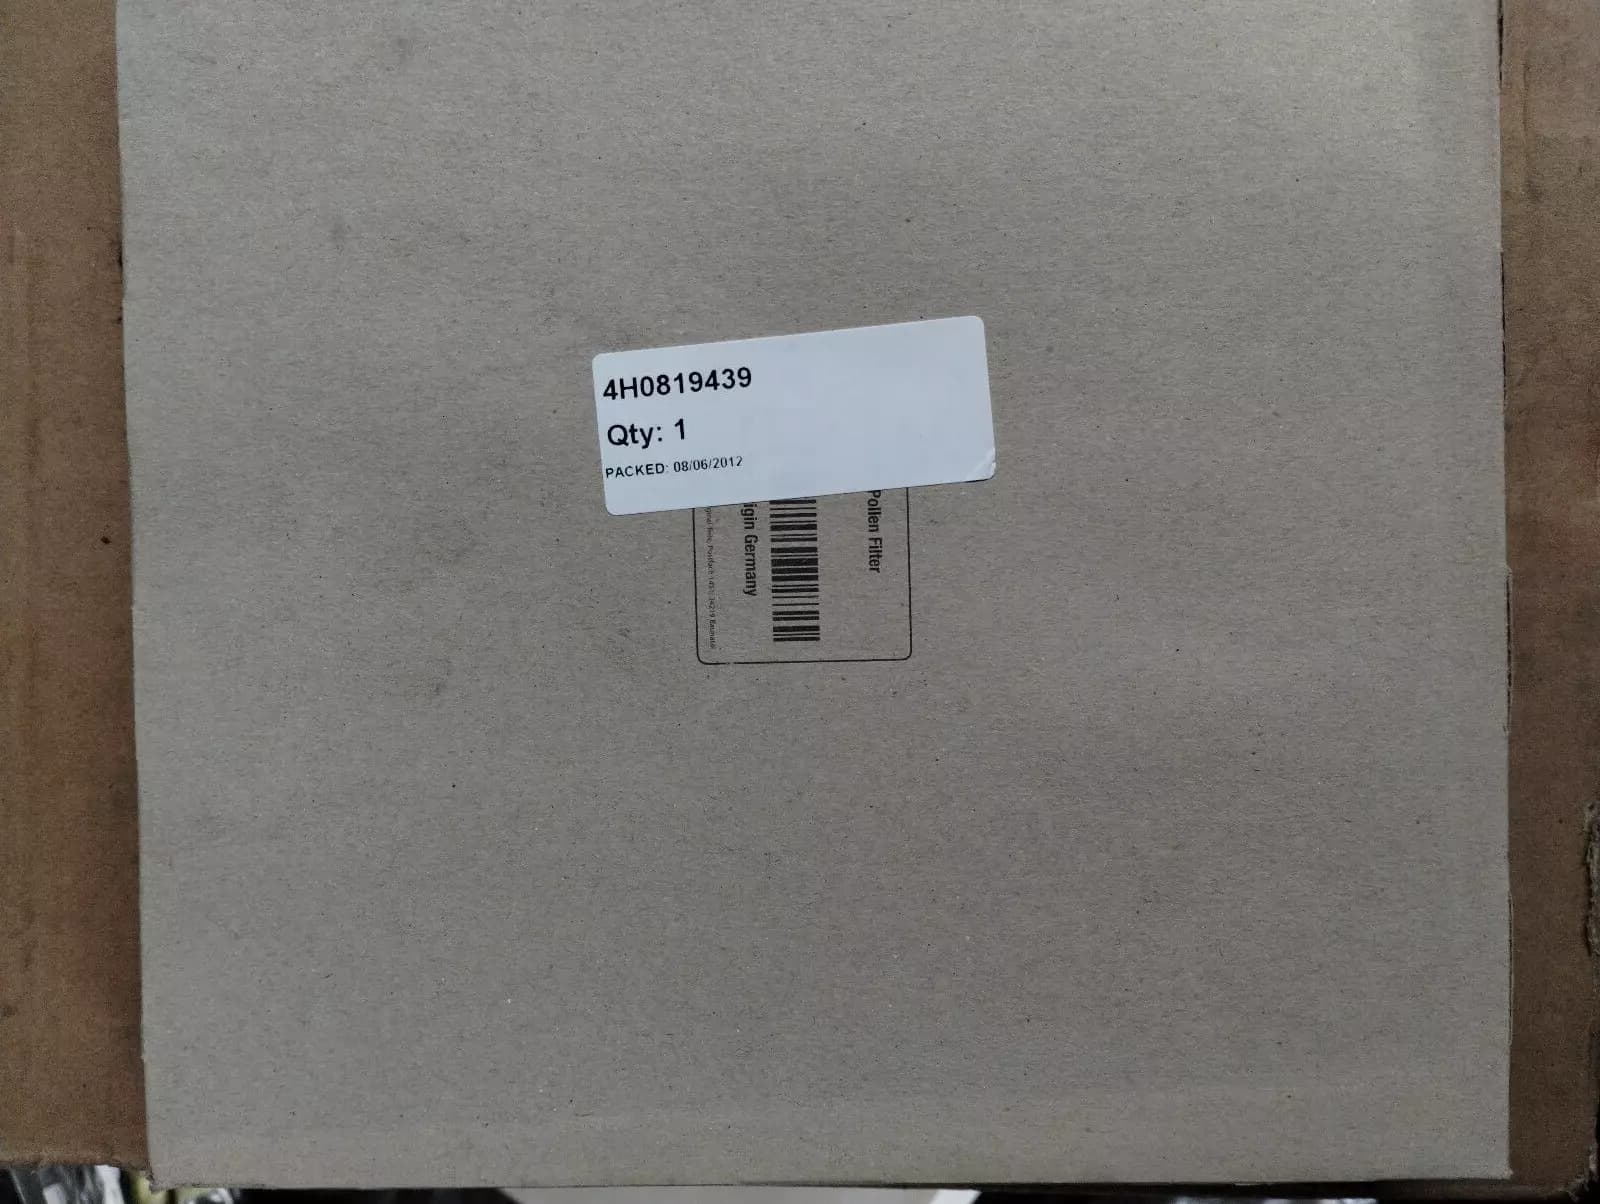 4H0819439
Qty: 1
PACKED: 08/06/2012
Pollen Filter
igin Germany